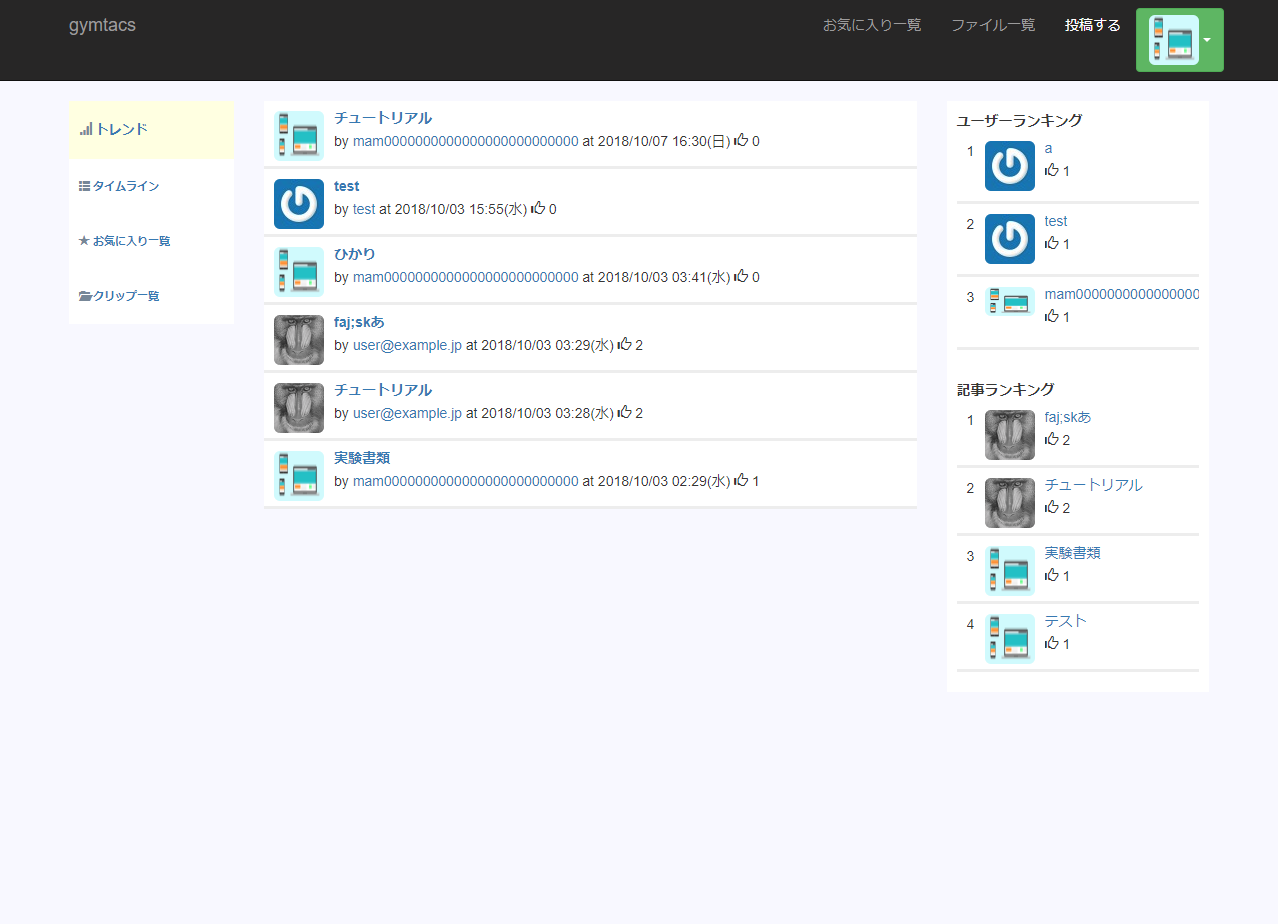 gymtacs
お気に入り一覧 ファイル一覧 投稿する
トレンド
タイムライン
お気に入り一覧
クリップ一覧
チュートリアル
by mam0000000000000000000000000 at 2018/10/07 16:30(日) 0
test
by test at 2018/10/03 15:55(水) 0
ひかり
by mam0000000000000000000000000 at 2018/10/03 03:41(水) 0
faj;skあ
by user@example.jp at 2018/10/03 03:29(水) 2
チュートリアル
by user@example.jp at 2018/10/03 03:28(水) 2
実験書類
by mam0000000000000000000000000 at 2018/10/03 02:29(水) 1
ユーザーランキング
1 a
1
2 test
1
3 mam0000000000000000
1
記事ランキング
1 faj;skあ
2
2 チュートリアル
2
3 実験書類
1
4 テスト
1